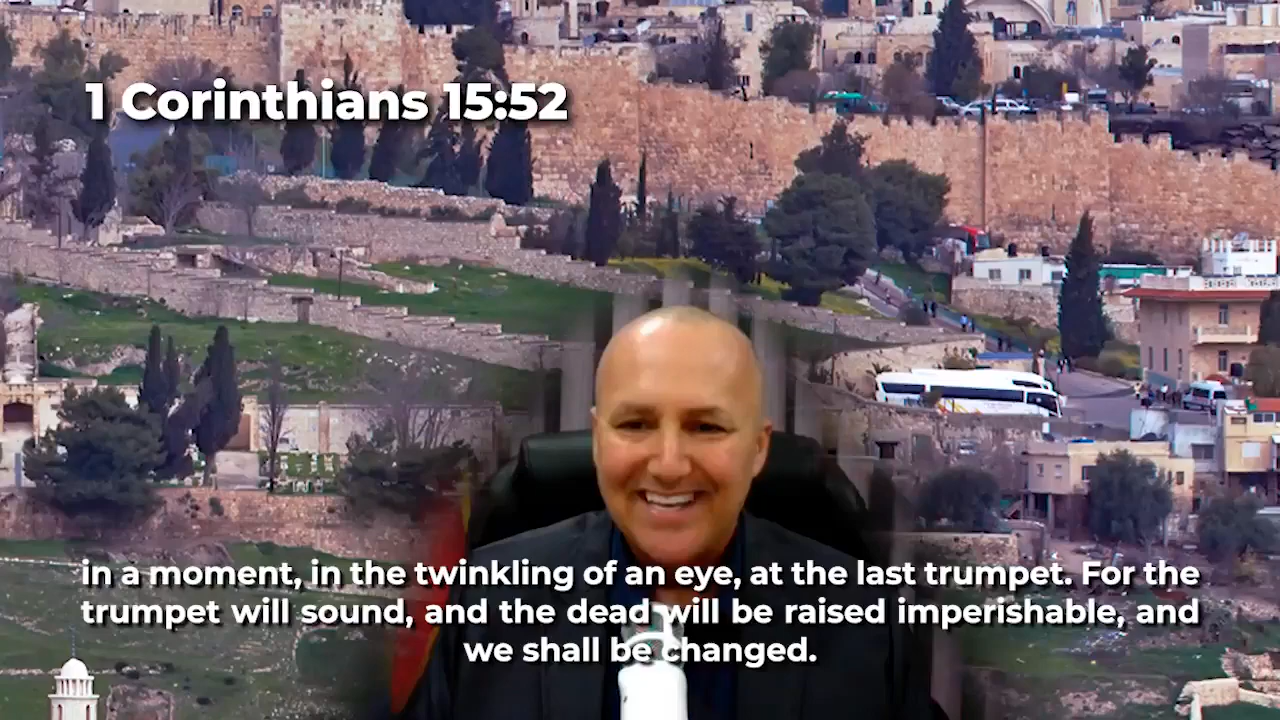 1 Corinthians 15:52
in a moment, in the twinkling of an eye, at the last trumpet. For the
trumpet will sound, and the dead will be raised imperishable, and
we shall be changed.